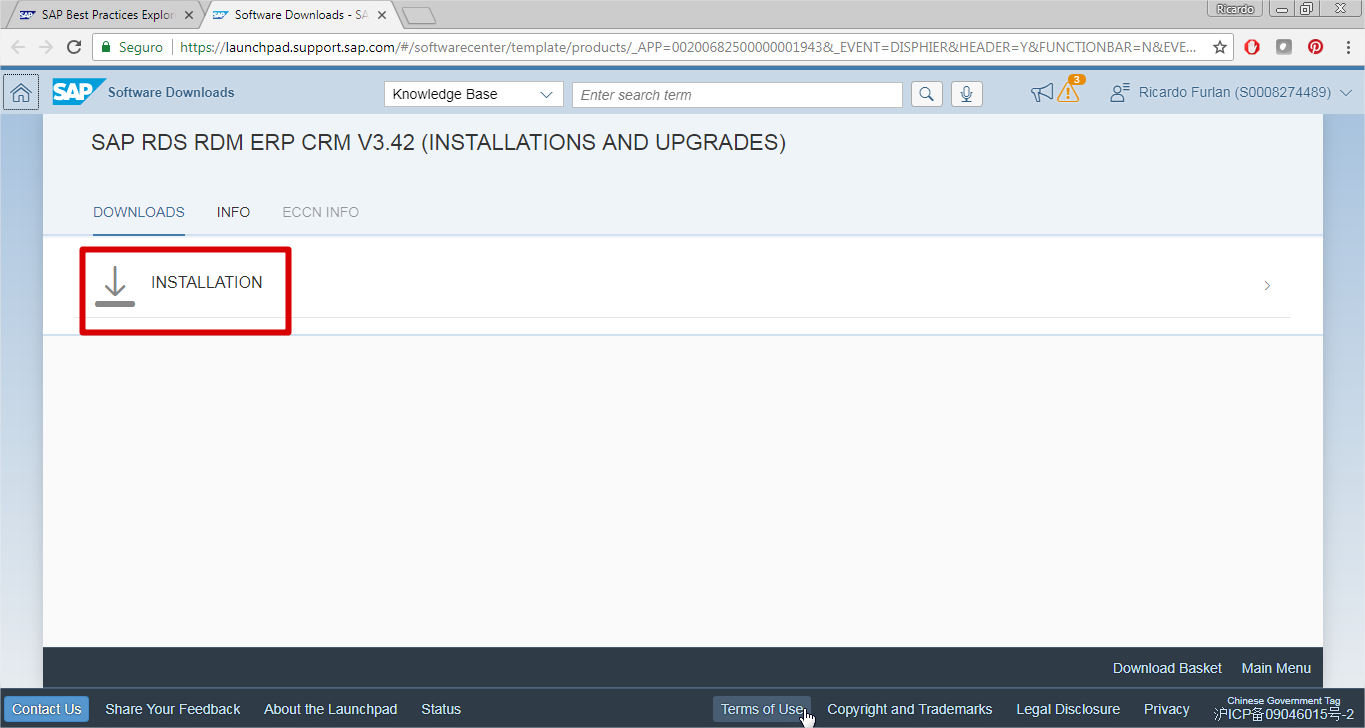 SAP Best Practices Explor
Software Downloads - SA
Ricardo
Seguro
https://launchpad.support.sap.com/#/softwarecenter/template/products/_APP=00200682500000001943&_EVENT=DISPHIER&HEADER=Y&FUNCTIONBAR=N&EVE...
SAP Software Downloads
Knowledge Base
Enter search term
3
Ricardo Furlan (S0008274489)
SAP RDS RDM ERP CRM V3.42 (INSTALLATIONS AND UPGRADES)
DOWNLOADS INFO ECCN INFO
INSTALLATION
Download Basket Main Menu
Contact Us Share Your Feedback About the Launchpad Status Terms of Use Copyright and Trademarks Legal Disclosure Privacy
Chinese Government Tag
沪ICP备09046015号-2